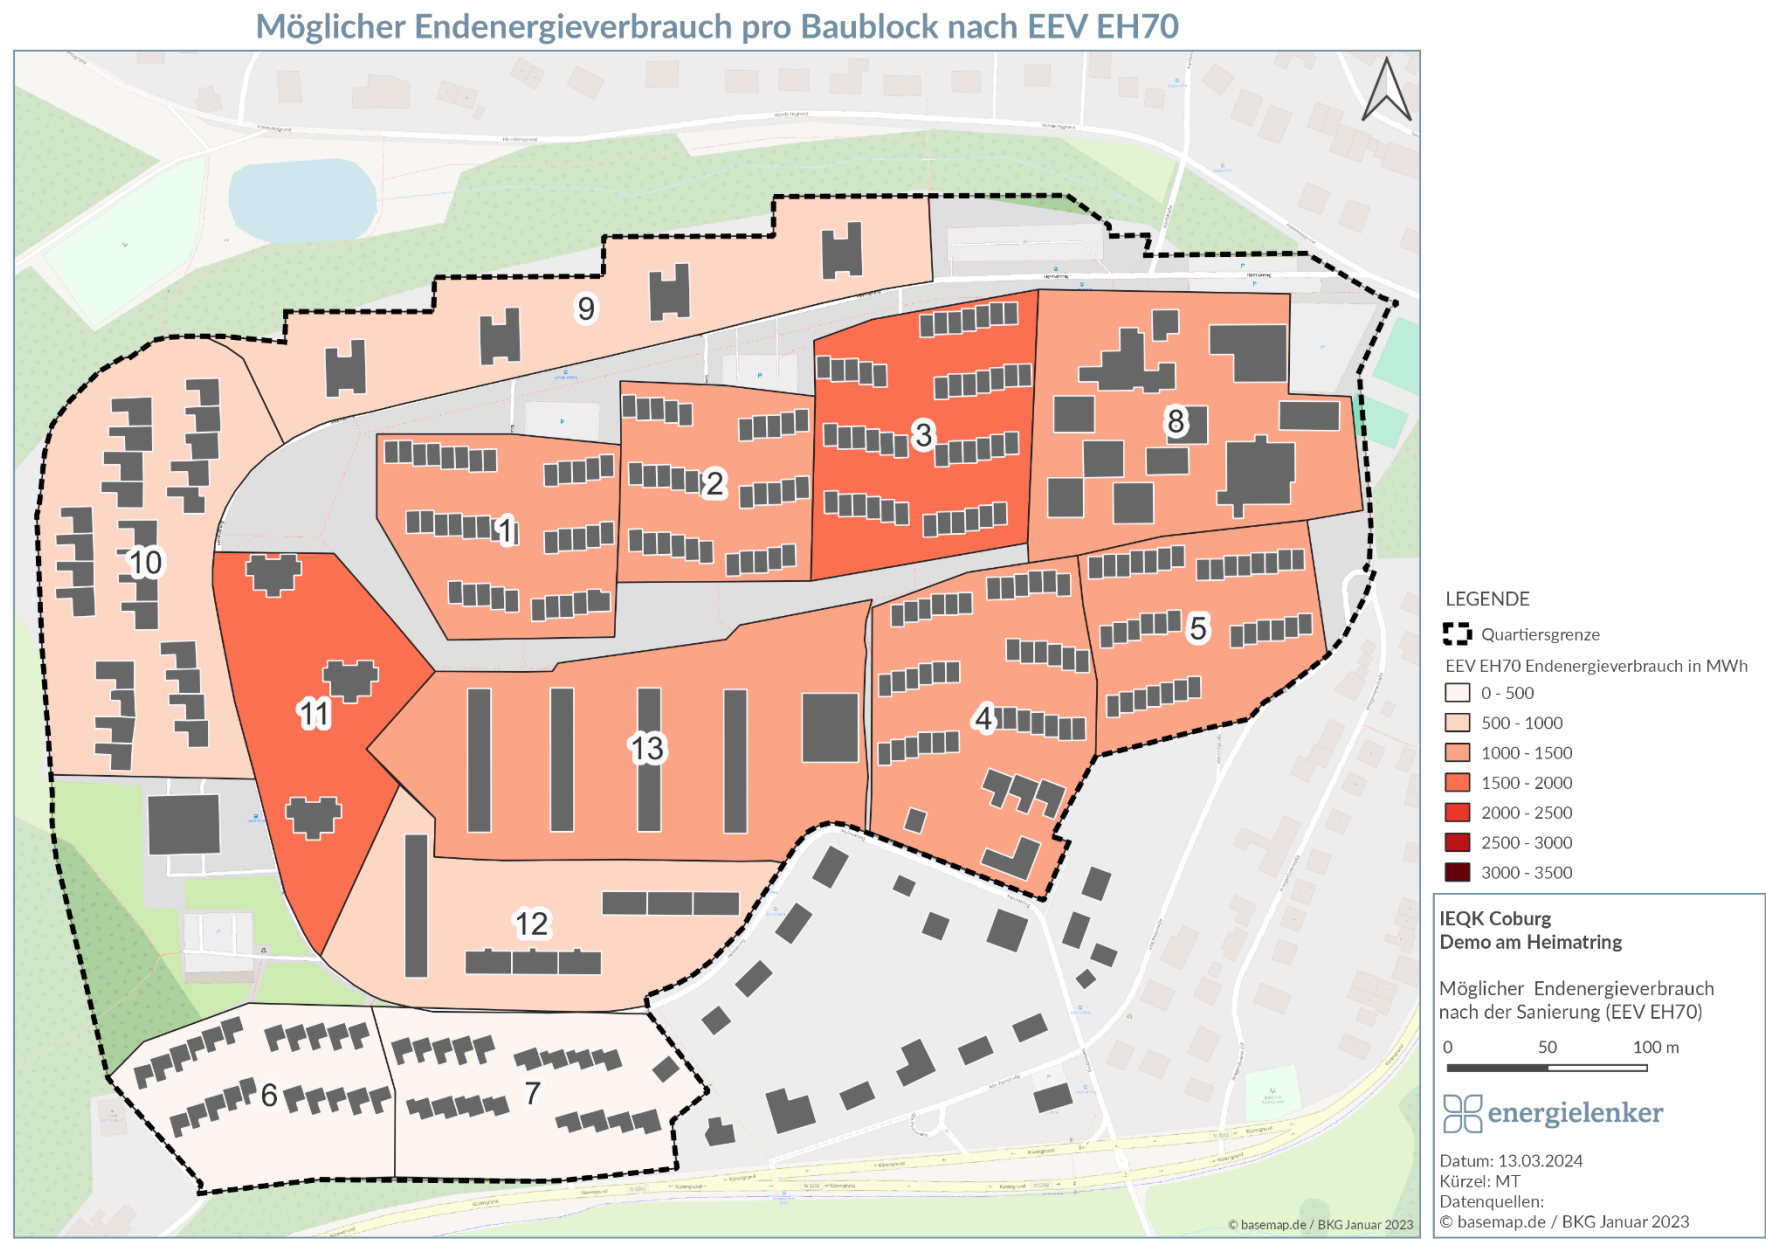 Möglicher Endenergieverbrauch pro Baublock nach EEV EH70
9
3
8
2
1
10
5
11
4
13
12
6
7
Heimatring
Heimatring
© basemap.de / BKG Januar 2023
LEGENDE
Quartiersgrenze
EEV EH70 Endenergieverbrauch in MWh
0 - 500
500 - 1000
1000 - 1500
1500 - 2000
2000 - 2500
2500 - 3000
3000 - 3500
IEQK Coburg
Demo am Heimatring
Möglicher Endenergieverbrauch
nach der Sanierung (EEV EH70)
0 50 100 m
energielenker
Datum: 13.03.2024
Kürzel: MT
Datenquellen:
© basemap.de / BKG Januar 2023